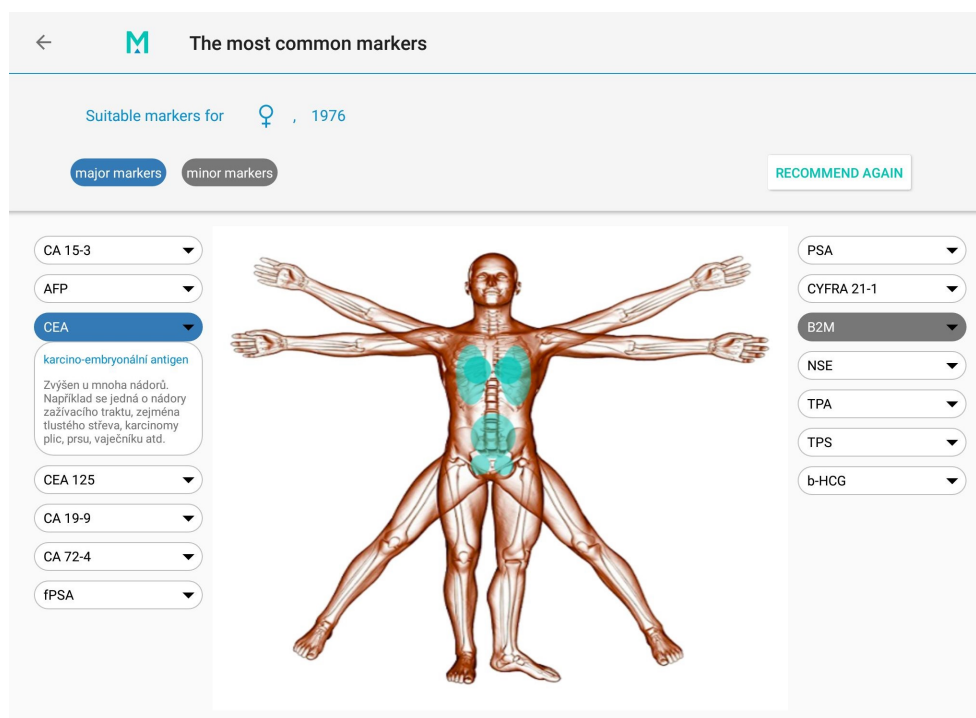 The most common markers
Suitable markers for ♀ , 1976
major markers
minor markers
RECOMMEND AGAIN
CA 15-3
AFP
CEA
karcino-embryonální antigen
Zvýšen u mnoha nádorů.
Například se jedná o nádory
zažívacího traktu, zejména
tlustého střeva, karcinomy
plic, prsu, vaječníku atd.
CEA 125
CA 19-9
CA 72-4
fPSA
PSA
CYFRA 21-1
B2M
NSE
TPA
TPS
b-HCG